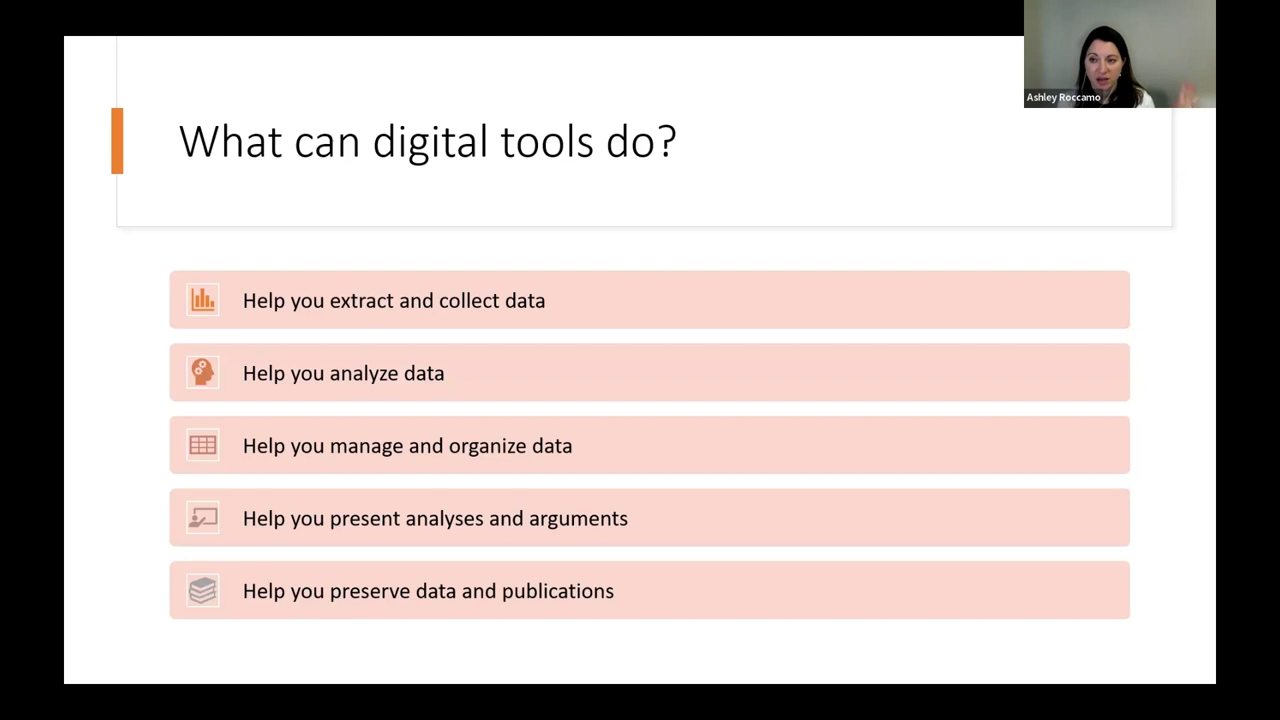 Ashley Roccamo
What can digital tools do?
Help you extract and collect data
Help you analyze data
Help you manage and organize data
Help you present analyses and arguments
Help you preserve data and publications